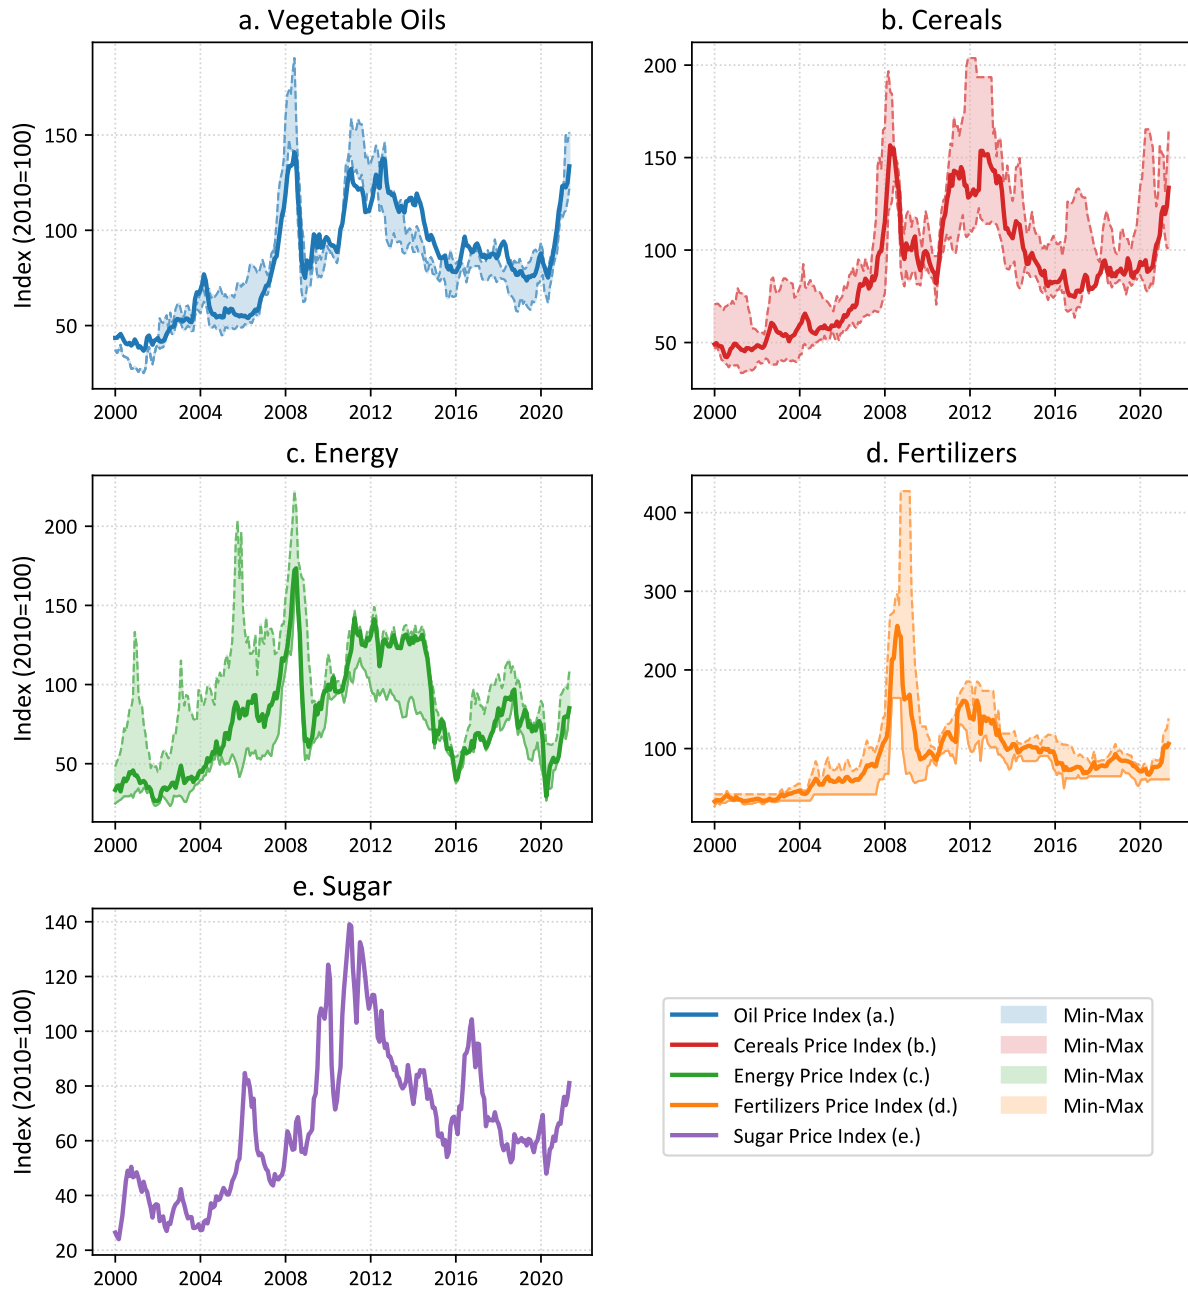 a. Vegetable Oils
Index (2010=100)
150
100
50
2000 2004 2008 2012 2016 2020
b. Cereals
200
150
100
50
2000 2004 2008 2012 2016 2020
c. Energy
Index (2010=100)
200
150
100
50
2000 2004 2008 2012 2016 2020
d. Fertilizers
400
300
200
100
2000 2004 2008 2012 2016 2020
e. Sugar
Index (2010=100)
140
120
100
80
60
40
20
2000 2004 2008 2012 2016 2020
Oil Price Index (a.) Min-Max
Cereals Price Index (b.) Min-Max
Energy Price Index (c.) Min-Max
Fertilizers Price Index (d.) Min-Max
Sugar Price Index (e.)